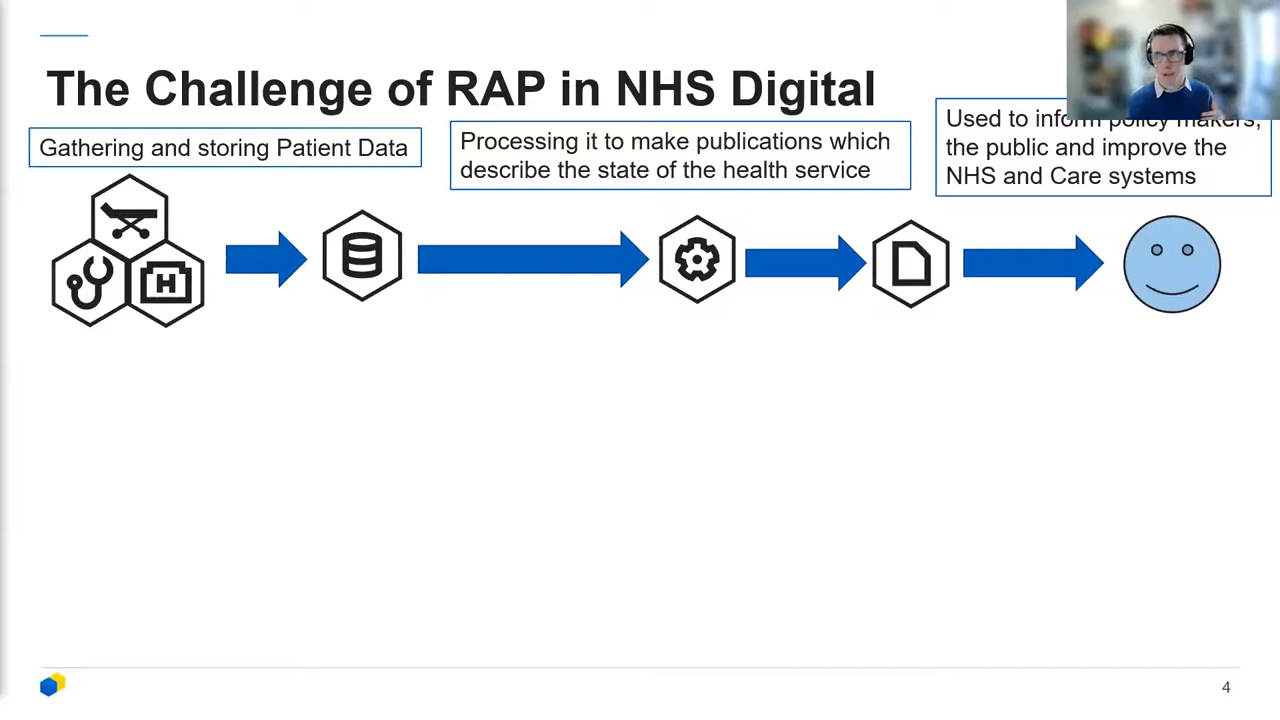 The Challenge of RAP in NHS Digital
Gathering and storing Patient Data
Processing it to make publications which
describe the state of the health service
Used to inform policy makers,
the public and improve the
NHS and Care systems
H
4